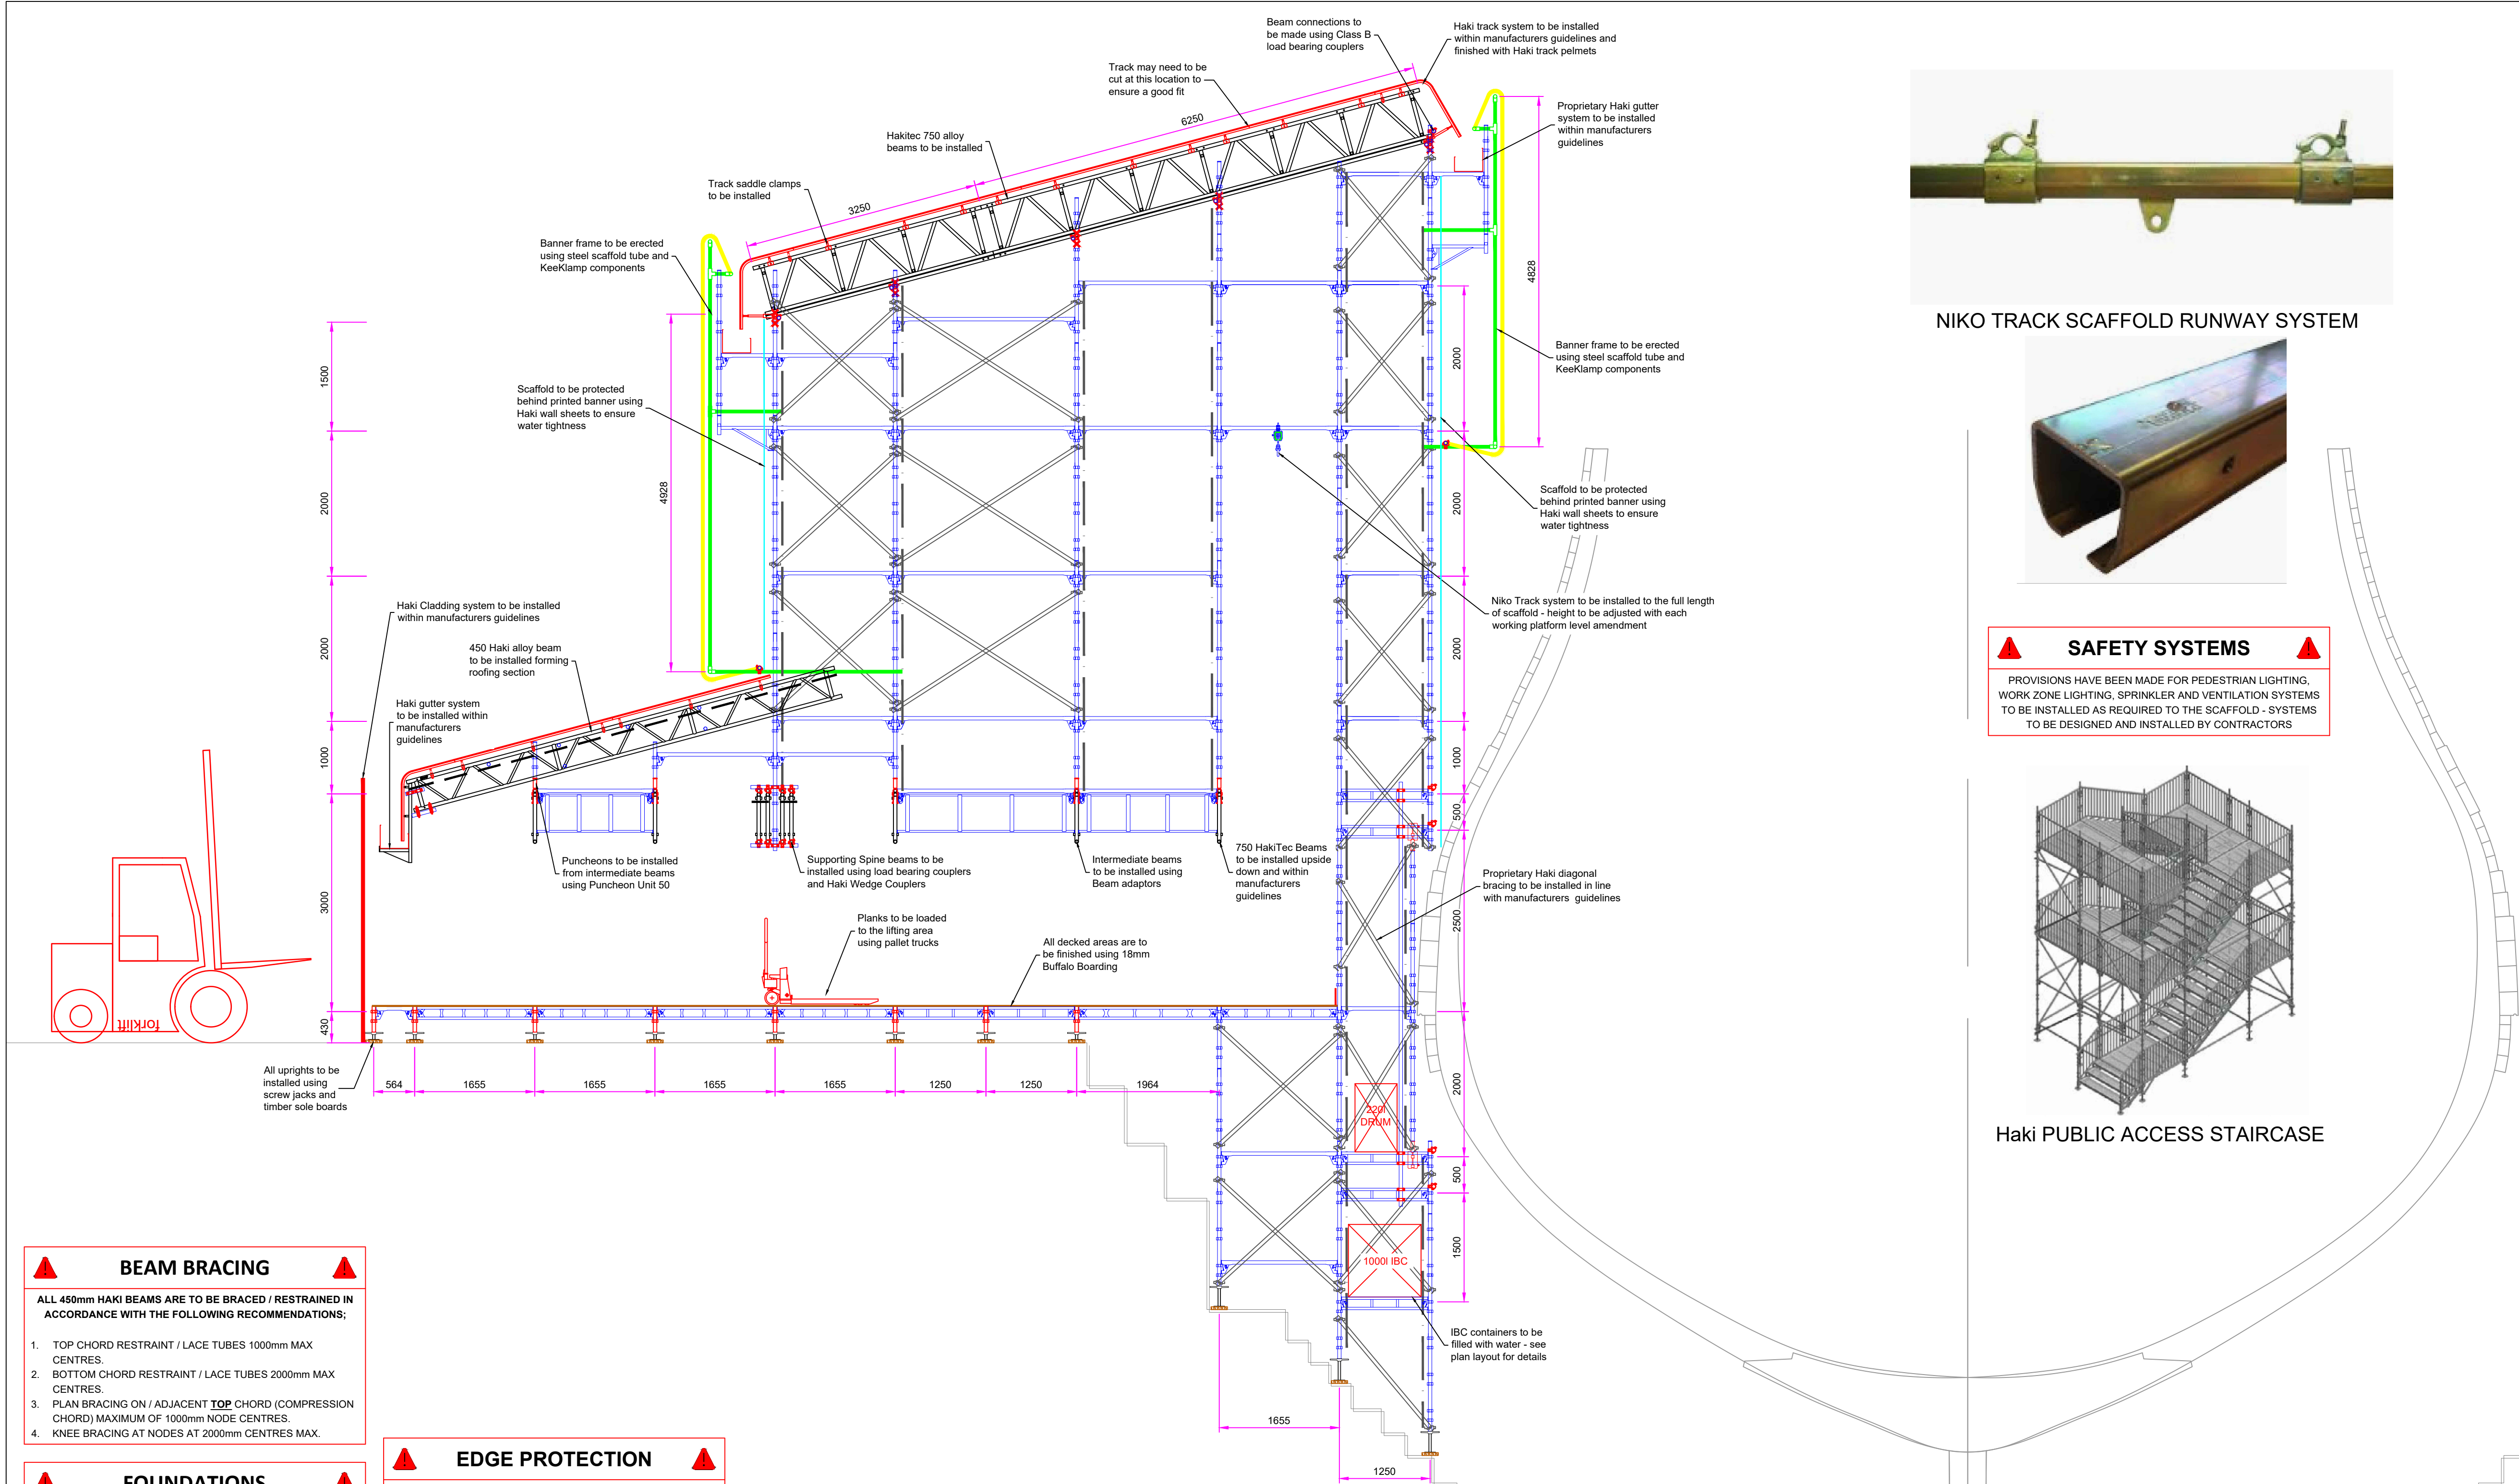 Beam connections to
be made using Class B
load bearing couplers
Haki track system to be installed
within manufacturers guidelines and
finished with Haki track pelmets
Track may need to be
cut at this location to
ensure a good fit
Proprietary Haki gutter
system to be installed
within manufacturers
guidelines
6250
Hakitec 750 alloy
beams to be installed
Track saddle clamps
to be installed
3250
Banner frame to be erected
using steel scaffold tube and
KeeKlamp components
4828
NIKO TRACK SCAFFOLD RUNWAY SYSTEM
Banner frame to be erected
using steel scaffold tube and
KeeKlamp components
1500
2000
Scaffold to be protected
behind printed banner using
Haki wall sheets to ensure
water tightness
4928
2000
2000
Scaffold to be protected
behind printed banner using
Haki wall sheets to ensure
water tightness
Haki Cladding system to be installed
within manufacturers guidelines
Niko Track system to be installed to the full length
of scaffold - height to be adjusted with each
working platform level amendment
2000
2000
450 Haki alloy beam
to be installed forming
roofing section
SAFETY SYSTEMS
PROVISIONS HAVE BEEN MADE FOR PEDESTRIAN LIGHTING,
WORK ZONE LIGHTING, SPRINKLER AND VENTILATION SYSTEMS
TO BE INSTALLED AS REQUIRED TO THE SCAFFOLD - SYSTEMS
TO BE DESIGNED AND INSTALLED BY CONTRACTORS
Haki gutter system
to be installed within
manufacturers
guidelines
1000
1000
500
Puncheons to be installed
from intermediate beams
using Puncheon Unit 50
Supporting Spine beams to be
installed using load bearing couplers
and Haki Wedge Couplers
Intermediate beams
to be installed using
Beam adaptors
750 HakiTec Beams
to be installed upside
down and within
manufacturers
guidelines
Proprietary Haki diagonal
bracing to be installed in line
with manufacturers guidelines
3000
2500
Planks to be loaded
to the lifting area
using pallet trucks
All decked areas are to
be finished using 18mm
Buffalo Boarding
forklift
430
All uprights to be
installed using
screw jacks and
timber sole boards
564
1655
1655
1655
1655
1250
1250
1964
2000
220l
DRUM
Haki PUBLIC ACCESS STAIRCASE
500
1500
1000l IBC
IBC containers to be
filled with water - see
plan layout for details
1655
1250
BEAM BRACING
ALL 450mm HAKI BEAMS ARE TO BE BRACED / RESTRAINED IN
ACCORDANCE WITH THE FOLLOWING RECOMMENDATIONS;
1. TOP CHORD RESTRAINT / LACE TUBES 1000mm MAX
CENTRES.
2. BOTTOM CHORD RESTRAINT / LACE TUBES 2000mm MAX
CENTRES.
3. PLAN BRACING ON / ADJACENT TOP CHORD (COMPRESSION
CHORD) MAXIMUM OF 1000mm NODE CENTRES.
4. KNEE BRACING AT NODES AT 2000mm CENTRES MAX.
EDGE PROTECTION
FOUNDATIONS